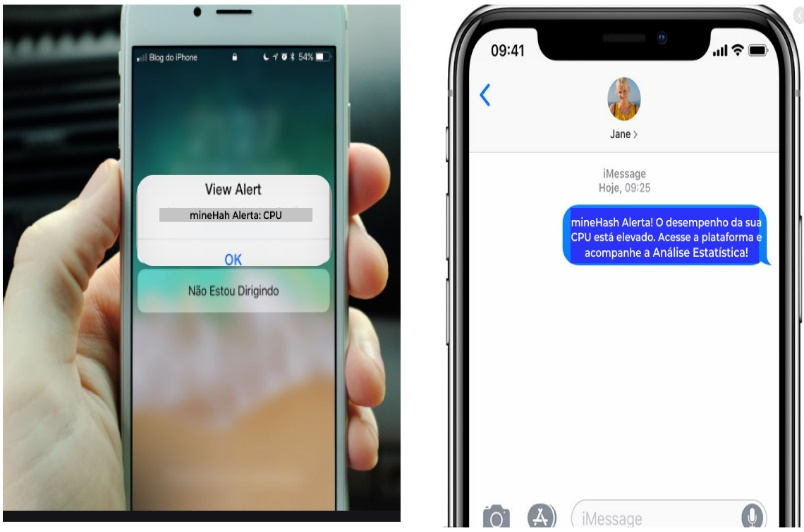 Blog do iPhone
54%
View Alert
mineHah Alerta: CPU
OK
Não Estou Dirigindo
09:41
Jane >
iMessage
Hoje, 09:25
mineHash Alerta! O desempenho da sua
CPU está elevado. Acesse a plataforma e
acompanhe a Análise Estatística!
iMessage